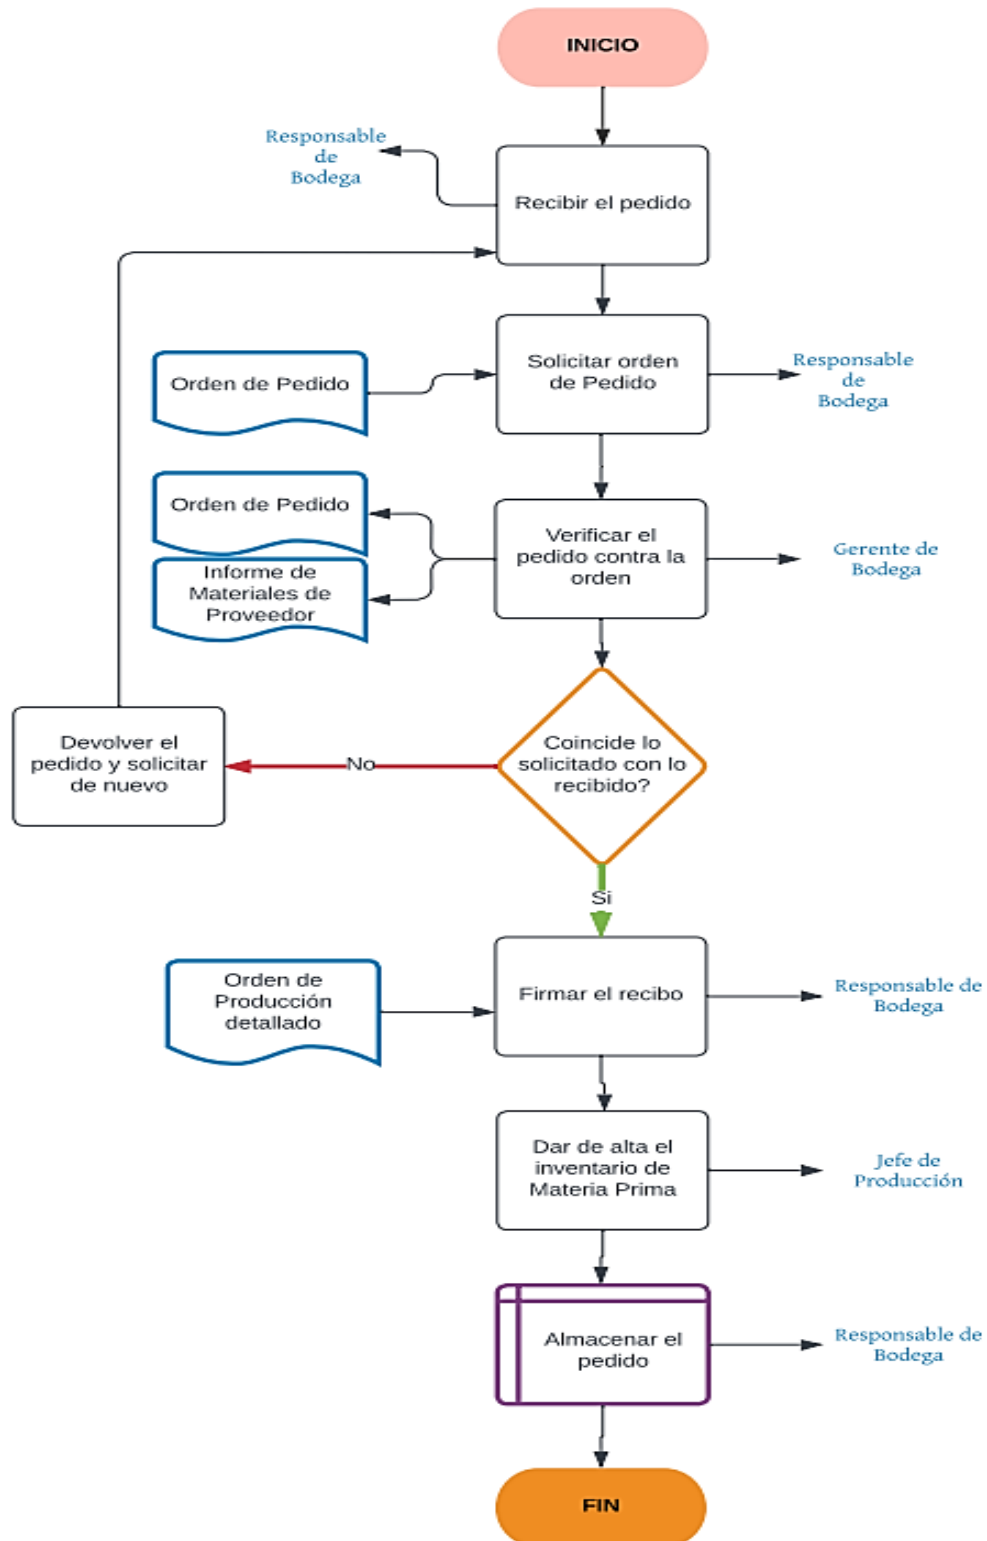 INICIO
Responsable
de
Bodega
Recibir el pedido
Orden de Pedido
Solicitar orden
de Pedido
Responsable
de
Bodega
Orden de Pedido
Informe de
Materiales de
Proveedor
Verificar el
pedido contra la
orden
Gerente de
Bodega
Devolver el
pedido y solicitar
de nuevo
No
Coincide lo
solicitado con lo
recibido?
Si
Orden de
Producción
detallado
Firmar el recibo
Responsable de
Bodega
Dar de alta el
inventario de
Materia Prima
Jefe de
Producción
Almacenar el
pedido
Responsable de
Bodega
FIN